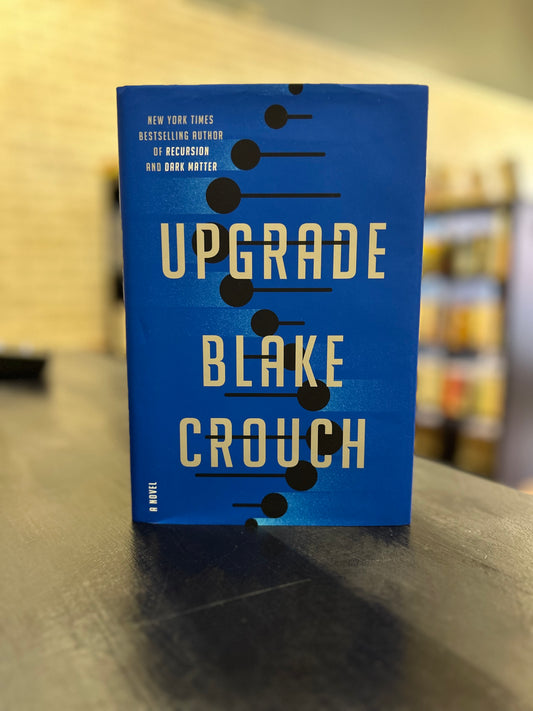 NEW YORK TIMES
BESTSELLING AUTHOR
OF RECURSION
AND DARK MATTER
UPGRADE
BLAKE
CROUCH
A NOVEL